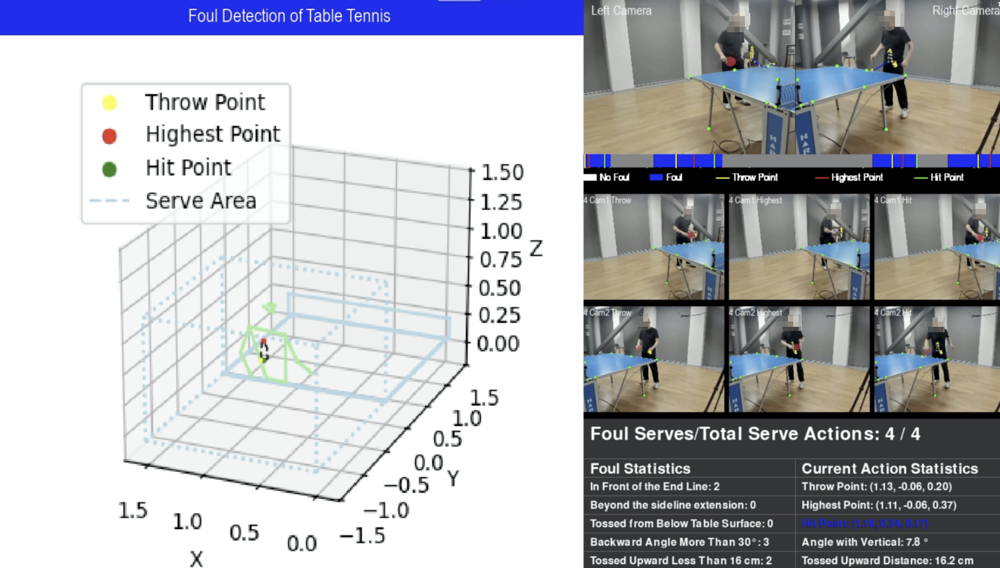 Foul Detection of Table Tennis
Throw Point
Highest Point
Hit Point
Serve Area
1.50
1.25
1.00
0.75
0.50
0.25
0.00
Z
1.5
1.0
0.5
0.0
−0.5
−1.0
−1.5
Y
1.5
1.0
0.5
0.0
X
Left Camera
Right Camera
HAR
HAR
No Foul
Foul
Throw Point
Highest Point
Hit Point
4 Cam1 Throw
4 Cam1 Highest
4 Cam1 Hit
HAR
HAR
HAR
4 Cam2 Throw
4 Cam2 Highest
4 Cam2 Hit
HAR
HAR
HAR
Foul Serves/Total Serve Actions: 4 / 4
Foul Statistics
In Front of the End Line: 2
Beyond the sideline extension: 0
Tossed from Below Table Surface: 0
Backward Angle More Than 30°: 3
Tossed Upward Less Than 16 cm: 2
Current Action Statistics
Throw Point: (1.13, -0.06, 0.20)
Highest Point: (1.11, -0.06, 0.37)
Hit Point: (1.19, 0.34, 0.17)
Angle with Vertical: 7.8 °
Tossed Upward Distance: 16.2 cm